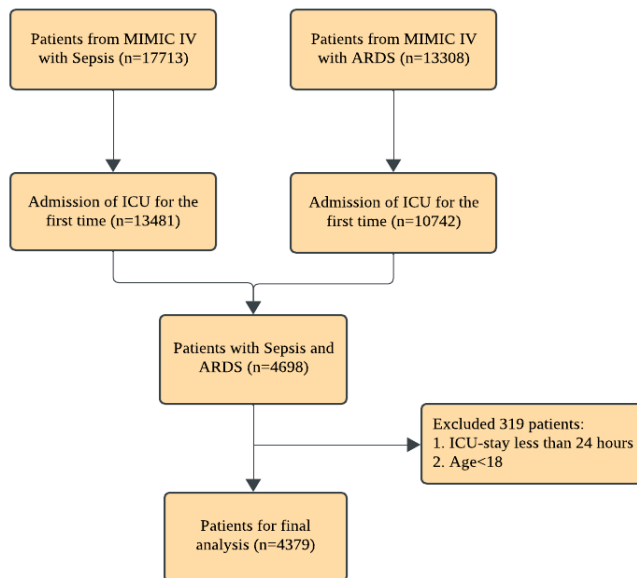 Patients from MIMIC IV
with Sepsis (n=17713)
Patients from MIMIC IV
with ARDS (n=13308)
Admission of ICU for the
first time (n=13481)
Admission of ICU for the
first time (n=10742)
Patients with Sepsis and
ARDS (n=4698)
Excluded 319 patients:
1. ICU-stay less than 24 hours
2. Age<18
Patients for final
analysis (n=4379)